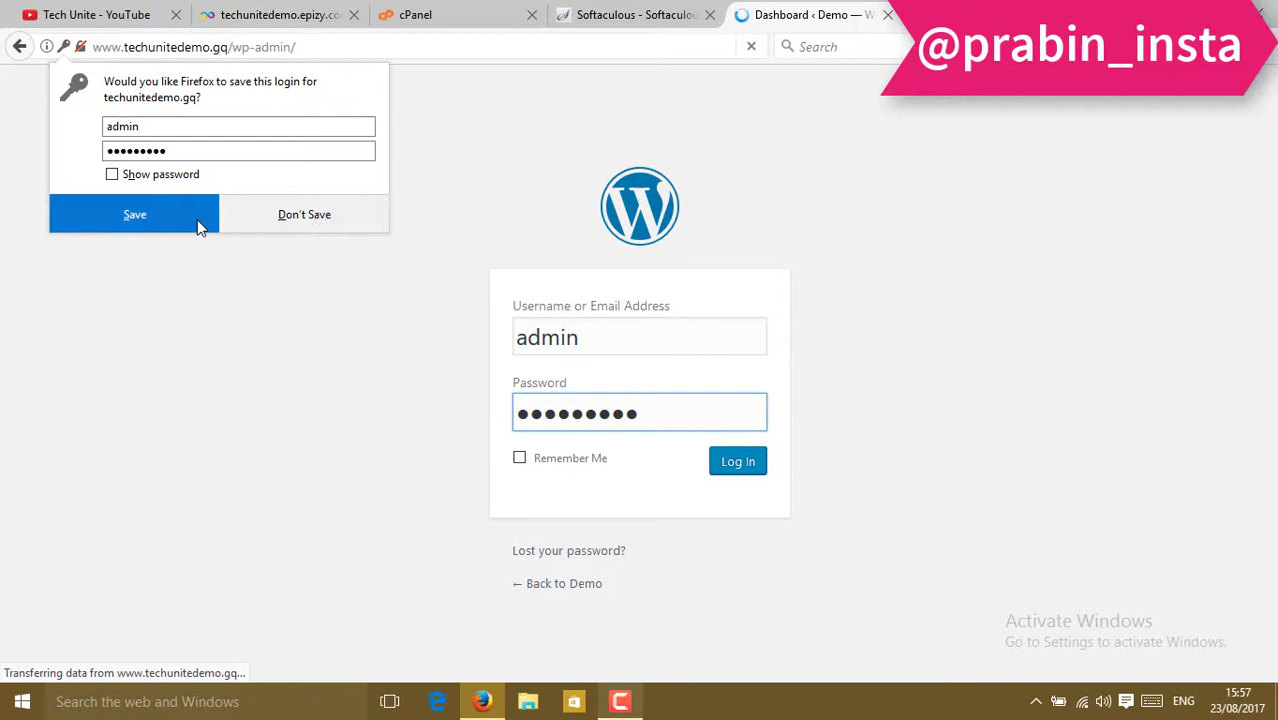 Tech Unite - YouTube
techunitedemo.epizy.co
cPanel
Softaculous - Softaculou
Dashboard ‹ Demo — W
@prabin_insta
www.techunitedemo.gq/wp-admin/
Search
Would you like Firefox to save this login for
techunitedemo.gq?
admin
•••••••••
Show password
Save
Don't Save
Username or Email Address
admin
Password
•••••••••
Remember Me
Log In
Lost your password?
← Back to Demo
Activate Windows
Go to Settings to activate Windows.
Transferring data from www.techunitedemo.gq...
Search the web and Windows
ENG
15:57
23/08/2017